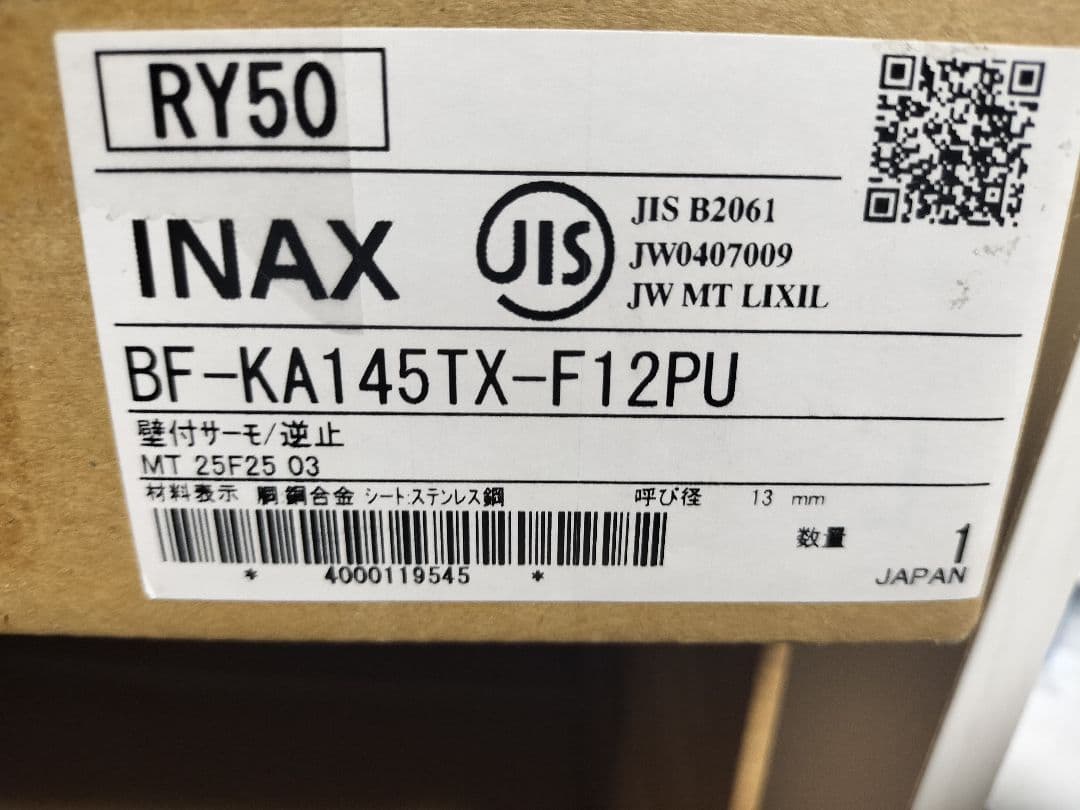 RY50
INAX
JIS
JIS B2061
JW0407009
JW MT LIXIL
BF-KA145TX-F12PU
壁付サーモ/逆止
MT 25F25 03
材料表示 胴:銅合金 シート:ステンレス鋼 呼び径 13 mm
数量 1
* 4000119545 *
JAPAN